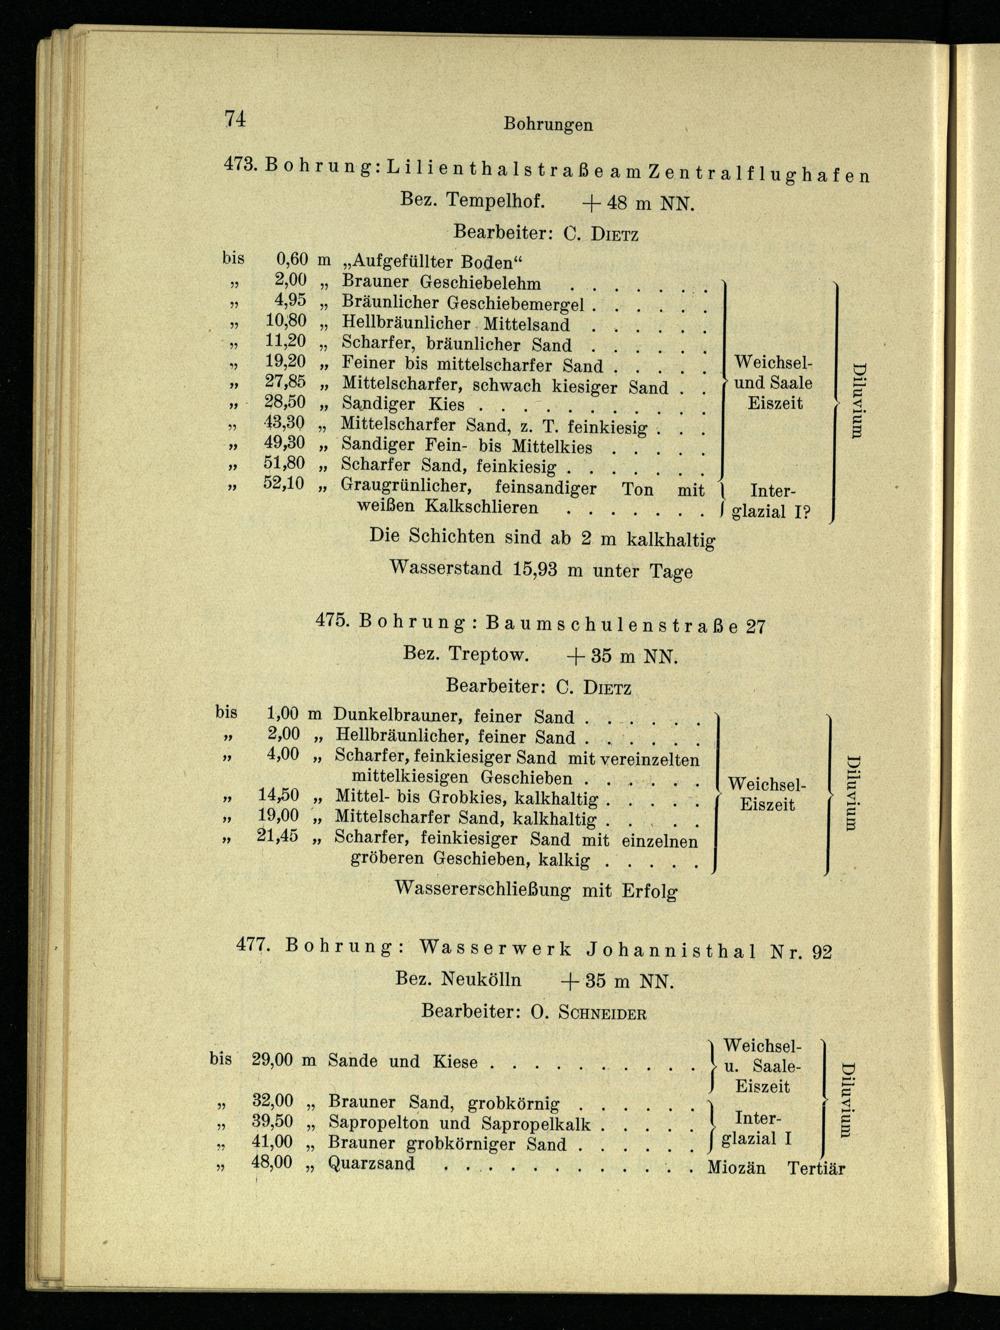 74
Bohrungen
473. Bohrung: Lilienthalstraße am Zentralflughafen
Bez. Tempelhof. + 48 m NN.
Bearbeiter: C. DIETZ
bis 0,60 m „Aufgefüllter Boden“
„ 2,00 „ Brauner Geschiebelehm . . . . . . .
„ 4,95 „ Bräunlicher Geschiebemergel . . . . . .
„ 10,80 „ Hellbräunlicher Mittelsand . . . . . .
„ 11,20 „ Scharfer, bräunlicher Sand . . . . . .
„ 19,20 „ Feiner bis mittelscharfer Sand . . . . .
„ 27,85 „ Mittelscharfer, schwach kiesiger Sand . .
„ 28,50 „ Sandiger Kies . . . . . . . . . . .
„ 43,30 „ Mittelscharfer Sand, z. T. feinkiesig . . .
„ 49,30 „ Sandiger Fein- bis Mittelkies . . . . .
„ 51,80 „ Scharfer Sand, feinkiesig . . . . . . .
Weichsel-
und Saale
Eiszeit
„ 52,10 „ Graugrünlicher, feinsandiger Ton mit
weißen Kalkschlieren . . . . . . .
Inter-
glazial I?
Diluvium
Die Schichten sind ab 2 m kalkhaltig
Wasserstand 15,93 m unter Tage
475. Bohrung: Baumschulenstraße 27
Bez. Treptow. + 35 m NN.
Bearbeiter: C. DIETZ
bis 1,00 m Dunkelbrauner, feiner Sand . . . . . .
„ 2,00 „ Hellbräunlicher, feiner Sand . . . . . .
„ 4,00 „ Scharfer, feinkiesiger Sand mit vereinzelten
mittelkiesigen Geschieben . . . . . .
„ 14,50 „ Mittel- bis Grobkies, kalkhaltig . . . . .
„ 19,00 „ Mittelscharfer Sand, kalkhaltig . . . . .
„ 21,45 „ Scharfer, feinkiesiger Sand mit einzelnen
gröberen Geschieben, kalkig . . . . .
Weichsel-
Eiszeit
Diluvium
Wassererschließung mit Erfolg
477. Bohrung: Wasserwerk Johannisthal Nr. 92
Bez. Neukölln + 35 m NN.
Bearbeiter: O. SCHNEIDER
bis 29,00 m Sande und Kiese . . . . . . . . . .
Weichsel-
u. Saale-
Eiszeit
„ 32,00 „ Brauner Sand, grobkörnig . . . . . .
„ 39,50 „ Sapropelton und Sapropelkalk . . . . .
„ 41,00 „ Brauner grobkörniger Sand . . . . . .
Inter-
glazial I
Diluvium
„ 48,00 „ Quarzsand . . . . . . . . . . . . Miozän Tertiär